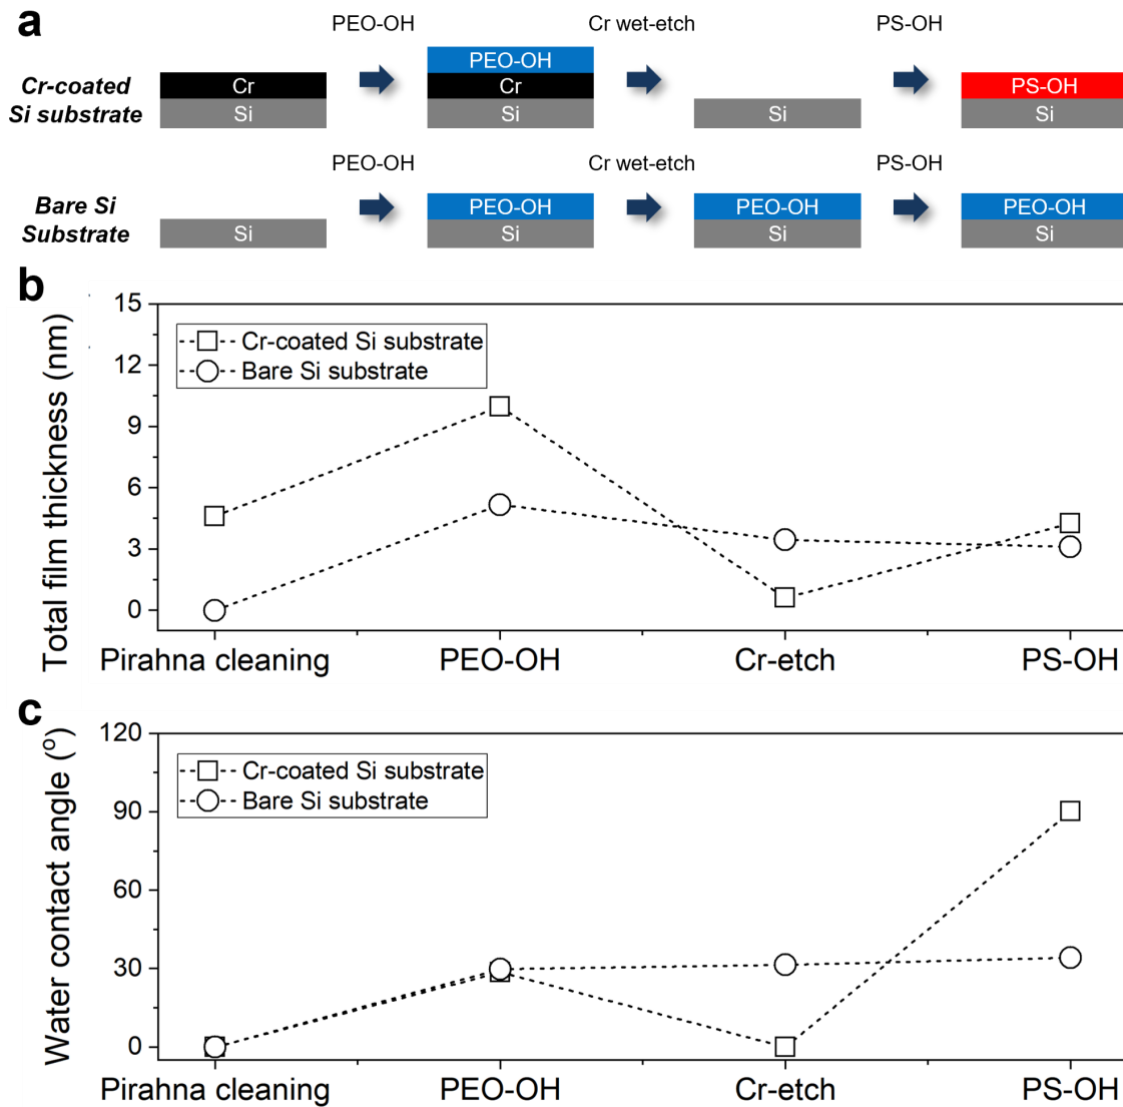 a
PEO-OH Cr wet-etch PS-OH
Cr-coated
Si substrate
Cr
Si
PEO-OH
Cr
Si
Si
PS-OH
Si
PEO-OH Cr wet-etch PS-OH
Bare Si
Substrate
Si
PEO-OH
Si
PEO-OH
Si
PEO-OH
Si
b
Total film thickness (nm)
15
12
9
6
3
0
Cr-coated Si substrate
Bare Si substrate
Pirahna cleaning PEO-OH Cr-etch PS-OH
c
Water contact angle (º)
120
90
60
30
0
Cr-coated Si substrate
Bare Si substrate
Pirahna cleaning PEO-OH Cr-etch PS-OH